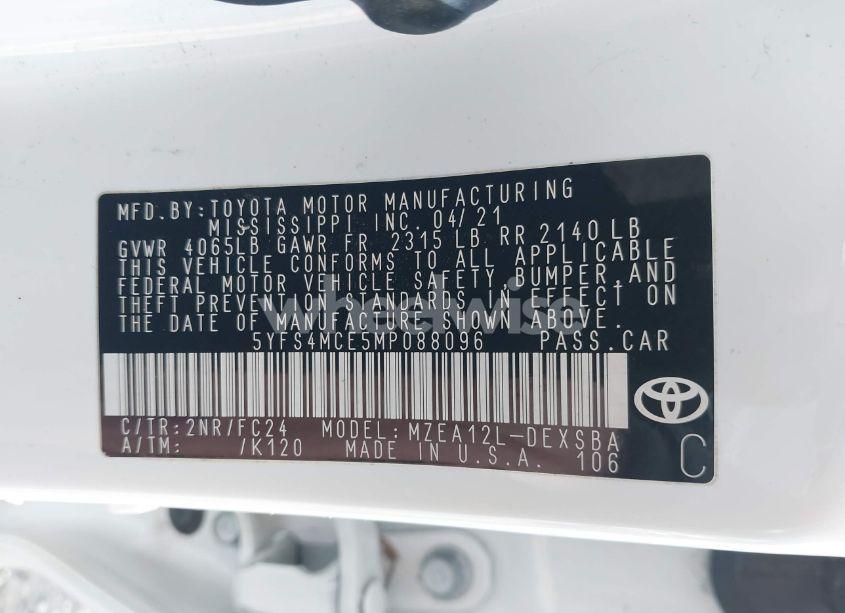 MFD.BY:TOYOTA MOTOR MANUFACTURING
MISSISSIPPI INC. 04/21
GVWR 4065LB GAWR FR 2315 LB RR 2140 LB
THIS VEHICLE CONFORMS TO ALL APPLICABLE
FEDERAL MOTOR VEHICLE SAFETY,BUMPER,AND
THEFT PREVENTION STANDARDS IN EFFECT ON
THE DATE OF MANUFACTURE SHOWN ABOVE.
5YFS4MCE5MP088096 PASS.CAR
C/TR:2NR/FC24 MODEL:MZEA12L-DEXSBA
A/TM: /K120 MADE IN U.S.A. 106
C
wheelwise